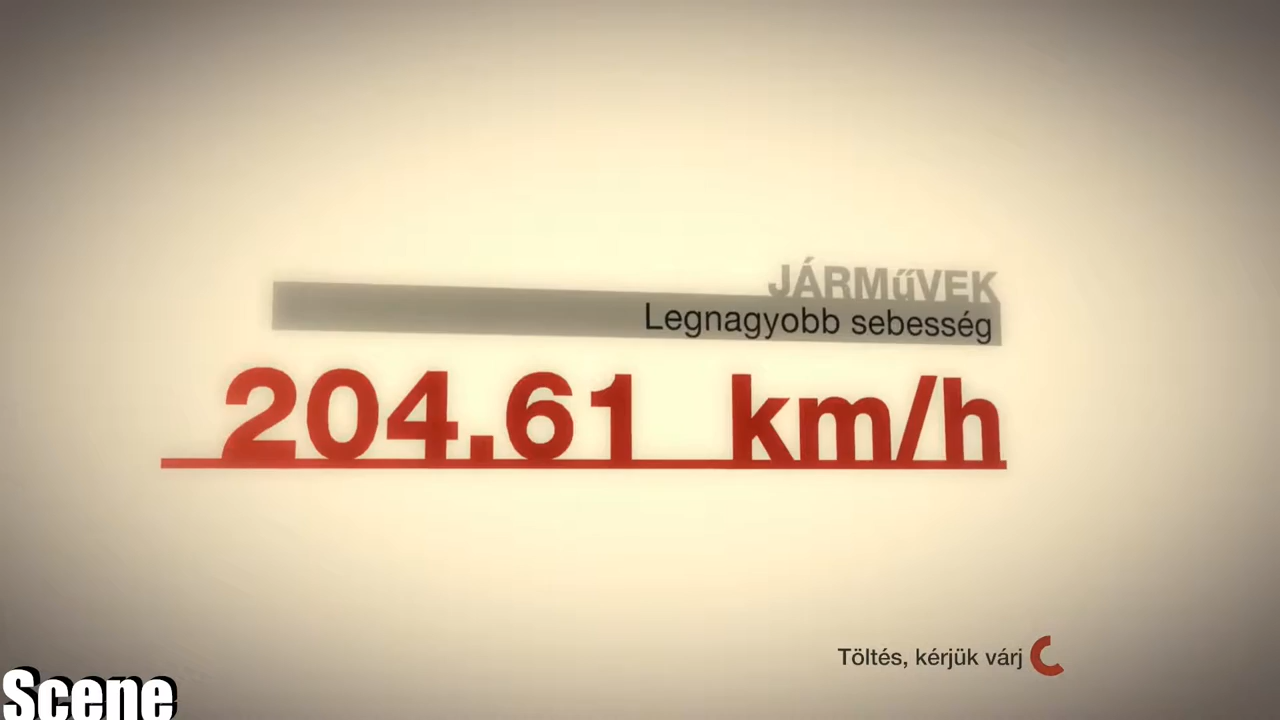 JÁRMűVEK
Legnagyobb sebesség
204.61 km/h
Töltés, kérjük várj
Scene